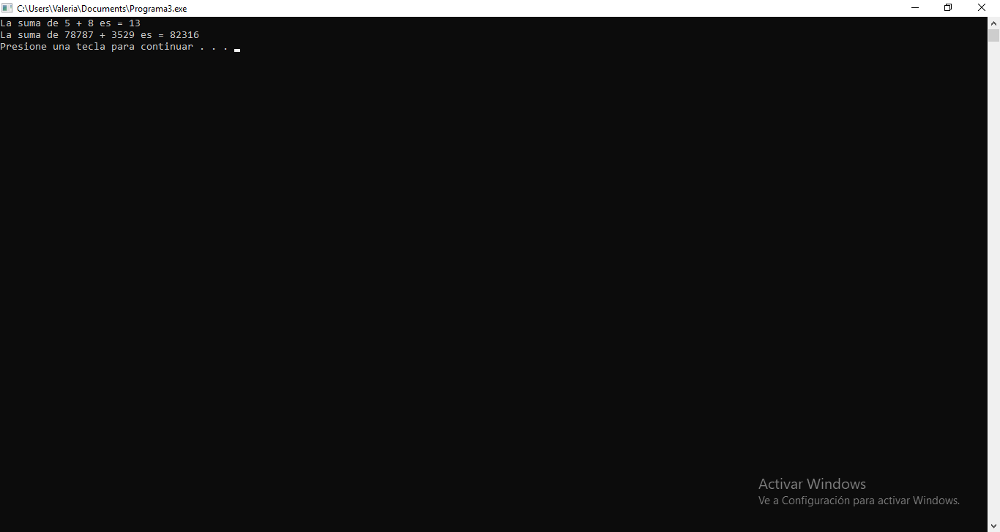 C:\Users\Valeria\Documents\Programa3.exe
La suma de 5 + 8 es = 13
La suma de 78787 + 3529 es = 82316
Presione una tecla para continuar . . .
Activar Windows
Ve a Configuración para activar Windows.